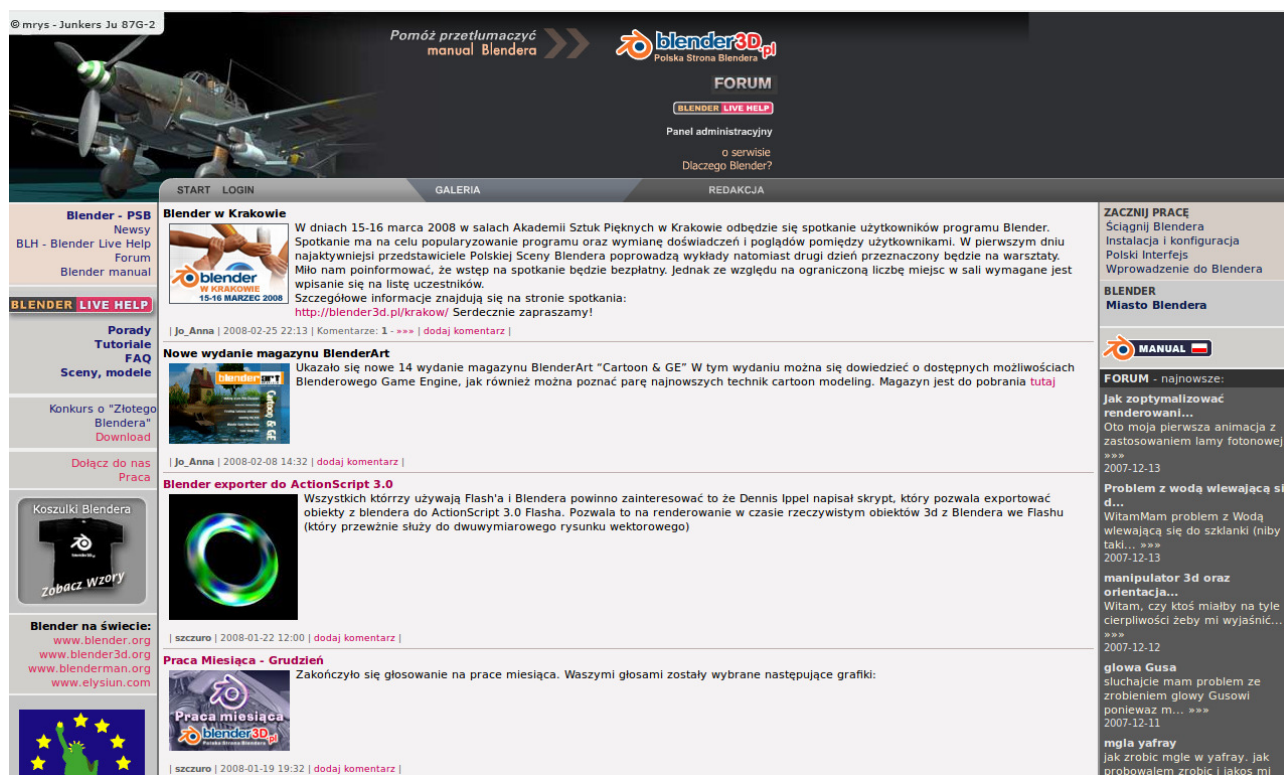 © mrys - Junkers Ju 87G-2
Pomóż przetłumaczyć
manual Blendera
blender3D.pl
Polska Strona Blendera
FORUM
BLENDER LIVE HELP
Panel administracyjny
o serwisie
Dlaczego Blender?
START LOGIN GALERIA REDAKCJA
Blender - PSB
Newsy
BLH - Blender Live Help
Forum
Blender manual
BLENDER LIVE HELP
Porady
Tutoriale
FAQ
Sceny, modele
Konkurs o "Złotego
Blendera"
Download
Dołącz do nas
Praca
Koszulki Blendera
Zobacz Wzory
Blender na świecie:
www.blender.org
www.blender3d.org
www.blenderman.org
www.elysiun.com
Blender w Krakowie
blender
W KRAKOWIE
15-16 MARZEC 2008
W dniach 15-16 marca 2008 w salach Akademii Sztuk Pięknych w Krakowie odbędzie się spotkanie użytkowników programu Blender.
Spotkanie ma na celu popularyzowanie programu oraz wymianę doświadczeń i poglądów pomiędzy użytkownikami. W pierwszym dniu
najaktywniejsi przedstawiciele Polskiej Sceny Blendera poprowadzą wykłady natomiast drugi dzień przeznaczony będzie na warsztaty.
Miło nam poinformować, że wstęp na spotkanie będzie bezpłatny. Jednak ze względu na ograniczoną liczbę miejsc w sali wymagane jest
wpisanie się na listę uczestników.
Szczegółowe informacje znajdują się na stronie spotkania:
http://blender3d.pl/krakow/ Serdecznie zapraszamy!
| Jo_Anna | 2008-02-25 22:13 | Komentarze: 1 - »»» | dodaj komentarz |
Nowe wydanie magazynu BlenderArt
blenderart
Cartoon & GE
Ukazało się nowe 14 wydanie magazynu BlenderArt “Cartoon & GE” W tym wydaniu można się dowiedzieć o dostępnych możliwościach
Blenderowego Game Engine, jak również można poznać parę najnowszych technik cartoon modeling. Magazyn jest do pobrania tutaj
| Jo_Anna | 2008-02-08 14:32 | dodaj komentarz |
Blender exporter do ActionScript 3.0
Wszystkich którrzy używają Flash'a i Blendera powinno zainteresować to że Dennis Ippel napisał skrypt, który pozwala exportować
obiekty z blendera do ActionScript 3.0 Flasha. Pozwala to na renderowanie w czasie rzeczywistym obiektów 3d z Blendera we Flashu
(który przewżnie służy do dwuwymiarowego rysunku wektorowego)
| szczuro | 2008-01-22 12:00 | dodaj komentarz |
Praca Miesiąca - Grudzień
Praca miesiąca
blender3D.pl
Polska Strona Blendera
Zakończyło się głosowanie na prace miesiąca. Waszymi głosami zostały wybrane następujące grafiki:
| szczuro | 2008-01-19 19:32 | dodaj komentarz |
ZACZNIJ PRACĘ
Ściągnij Blendera
Instalacja i konfiguracja
Polski Interfejs
Wprowadzenie do Blendera
BLENDER
Miasto Blendera
MANUAL
FORUM - najnowsze:
Jak zoptymalizować
renderowani...
Oto moja pierwsza animacja z
zastosowaniem lamy fotonowej
»»»
2007-12-13
Problem z wodą wlewającą si
d...
WitamMam problem z Wodą
wlewającą się do szklanki (niby
taki... »»»
2007-12-13
manipulator 3d oraz
orientacja...
Witam, czy ktoś miałby na tyle
cierpliwości żeby mi wyjaśnić...
»»»
2007-12-12
glowa Gusa
sluchajcie mam problem ze
zrobieniem glowy Gusowi
poniewaz m... »»»
2007-12-11
mgla yafray
jak zrobic mgle w yafray. jak
probowalem zrobic i jakos mi